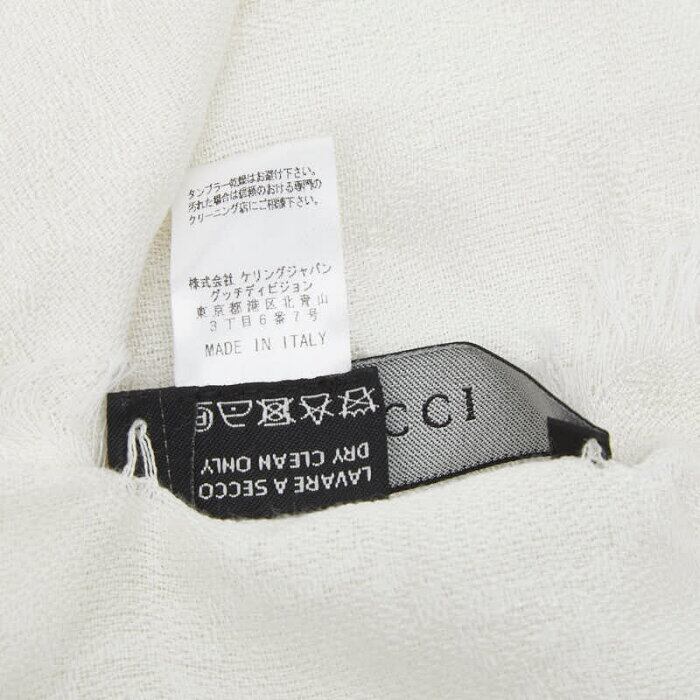 タンブラー乾燥はお避け下さい。
汚れた場合は信頼のおける専門の
クリーニング店にご相談下さい。
株式会社 ケリングジャパン
グッチディビジョン
東京都港区北青山
3丁目6番7号
MADE IN ITALY
CCI
LAVARE A SECCO
DRY CLEAN ONLY